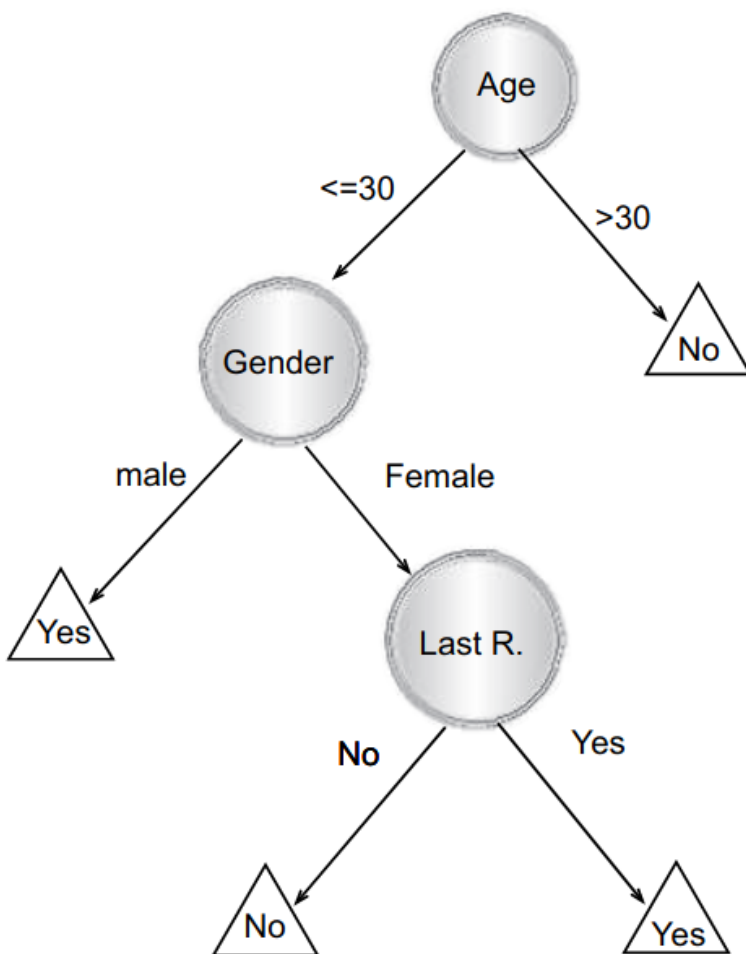 Age
<=30
>30
Gender
No
male
Female
Yes
Last R.
No
Yes
No
Yes